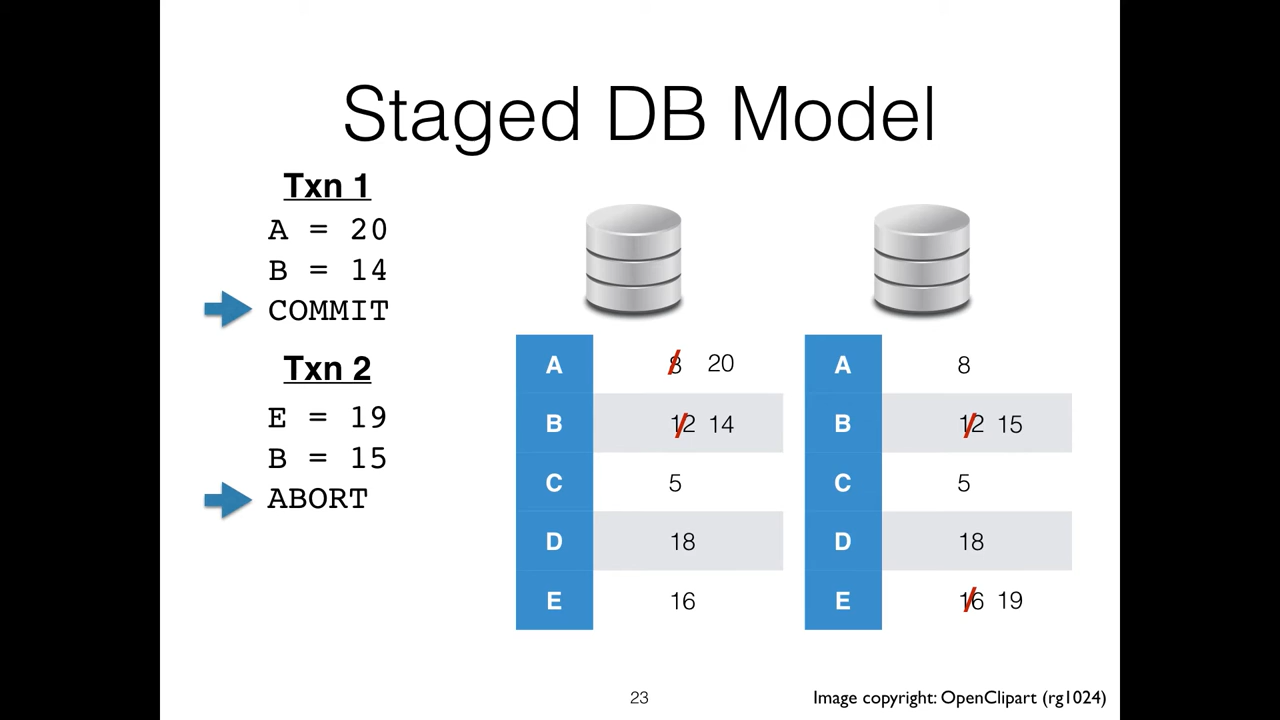 Staged DB Model
Txn 1
A = 20
B = 14
COMMIT
Txn 2
E = 19
B = 15
ABORT
A 8 20
B 12 14
C 5
D 18
E 16
A 8
B 12 15
C 5
D 18
E 16 19
23
Image copyright: OpenClipart (rg1024)